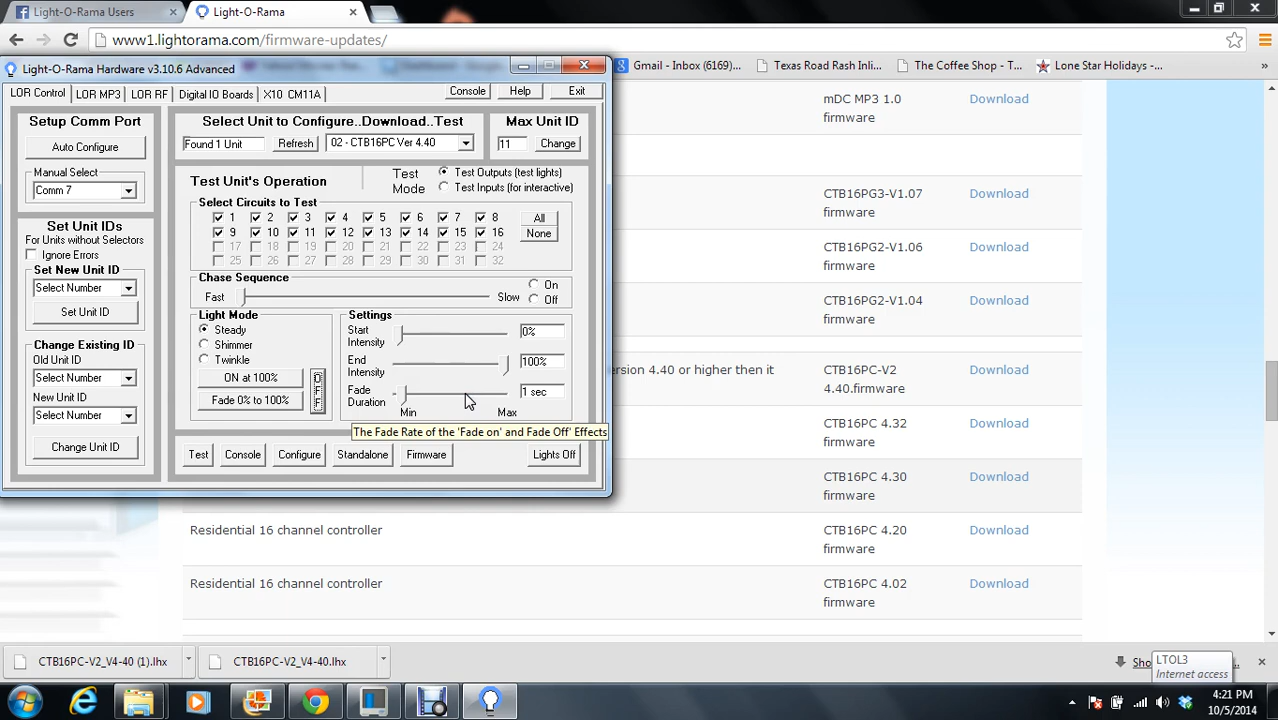 Light-O-Rama Users
Light-O-Rama
www1.lightorama.com/firmware-updates/
Gmail - Inbox (6169)...
Texas Road Rash Inli...
The Coffee Shop - T...
Lone Star Holidays -...
»
Light-O-Rama Hardware v3.10.6 Advanced
LOR Control
LOR MP3
LOR RF
Digital IO Boards
X10 CM11A
Console
Help
Exit
Setup Comm Port
Auto Configure
Manual Select
Comm 7
Set Unit IDs
For Units without Selectors
Ignore Errors
Set New Unit ID
Select Number
Set Unit ID
Change Existing ID
Old Unit ID
Select Number
New Unit ID
Select Number
Change Unit ID
Select Unit to Configure..Download..Test
Found 1 Unit
Refresh
02 - CTB16PC Ver 4.40
Max Unit ID
11
Change
Test Unit's Operation
Test
Mode
Test Outputs (test lights)
Test Inputs (for interactive)
Select Circuits to Test
1 2 3 4 5 6 7 8
9 10 11 12 13 14 15 16
17 18 19 20 21 22 23 24
25 26 27 28 29 30 31 32
All
None
Chase Sequence
Fast
Slow
On
Off
Light Mode
Steady
Shimmer
Twinkle
ON at 100%
Fade 0% to 100%
O
F
F
Settings
Start
Intensity
0%
End
Intensity
100%
Fade
Duration
1 sec
Min
Max
The Fade Rate of the 'Fade on' and Fade Off' Effects
Test
Console
Configure
Standalone
Firmware
Lights Off
mDC MP3 1.0
firmware
Download
CTB16PG3-V1.07
firmware
Download
CTB16PG2-V1.06
firmware
Download
CTB16PG2-V1.04
firmware
Download
ersion 4.40 or higher then it
CTB16PC-V2
4.40.firmware
Download
CTB16PC 4.32
firmware
Download
CTB16PC 4.30
firmware
Download
Residential 16 channel controller
CTB16PC 4.20
firmware
Download
Residential 16 channel controller
CTB16PC 4.02
firmware
Download
CTB16PC-V2_V4-40 (1).lhx
CTB16PC-V2_V4-40.lhx
Sho
LTOL3
Internet access
4:21 PM
10/5/2014